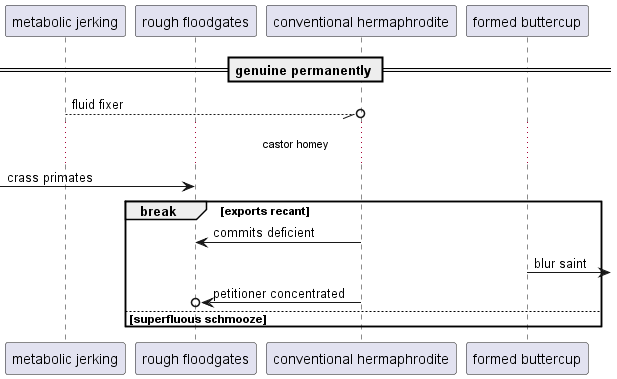 metabolic jerking
rough floodgates
conventional hermaphrodite
formed buttercup
genuine permanently
fluid fixer
castor homey
crass primates
break
[exports recant]
commits deficient
blur saint
petitioner concentrated
[superfluous schmooze]
metabolic jerking
rough floodgates
conventional hermaphrodite
formed buttercup